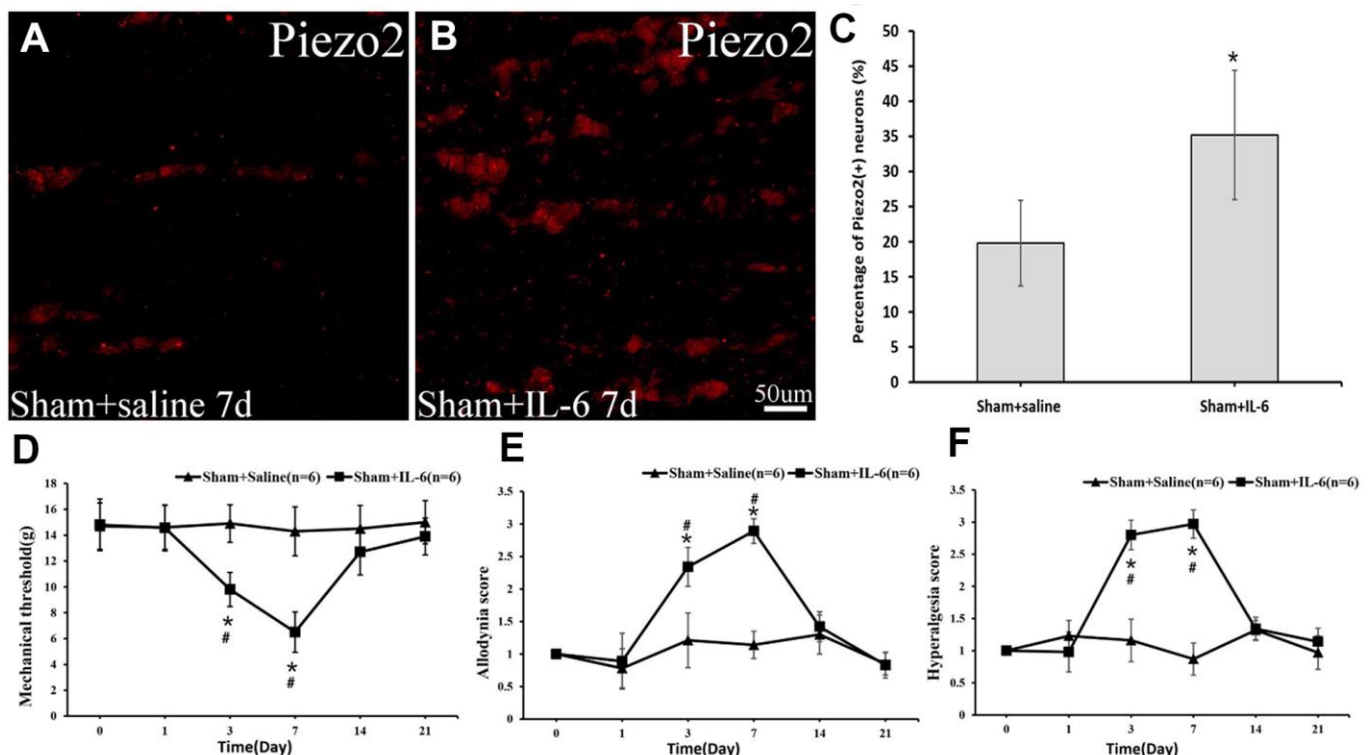 A
Piezo2
Sham+saline 7d
B
Piezo2
Sham+IL-6 7d
50um
C
Percentage of Piezo2(+) neurons (%)
50
45
40
35
30
25
20
15
10
5
0
*
Sham+saline
Sham+IL-6
D
Sham+Saline(n=6)
Sham+IL-6(n=6)
Mechanical threshold(g)
18
16
14
12
10
8
6
4
2
0
*
#
*
#
0 1 3 7 14 21
Time(Day)
E
Sham+Saline(n=6)
Sham+IL-6(n=6)
Allodynia score
3.5
3
2.5
2
1.5
1
0.5
0
#
*
#
*
0 1 3 7 14 21
Time(Day)
F
Sham+Saline(n=6)
Sham+IL-6(n=6)
Hyperalgesia score
3.5
3
2.5
2
1.5
1
0.5
0
*
#
*
#
0 1 3 7 14 21
Time(Day)